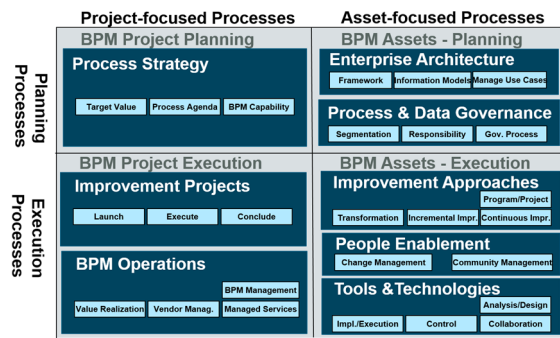 Project-focused Processes
Asset-focused Processes
Planning
Processes
BPM Project Planning
Process Strategy
Target Value
Process Agenda
BPM Capability
BPM Assets - Planning
Enterprise Architecture
Framework
Information Models
Manage Use Cases
Process & Data Governance
Segmentation
Responsibility
Gov. Process
Execution
Processes
BPM Project Execution
Improvement Projects
Launch
Execute
Conclude
BPM Operations
BPM Management
Value Realization
Vendor Manag.
Managed Services
BPM Assets - Execution
Improvement Approaches
Program/Project
Transformation
Incremental Impr.
Continuous Impr.
People Enablement
Change Management
Community Management
Tools &Technologies
Analysis/Design
Impl./Execution
Control
Collaboration